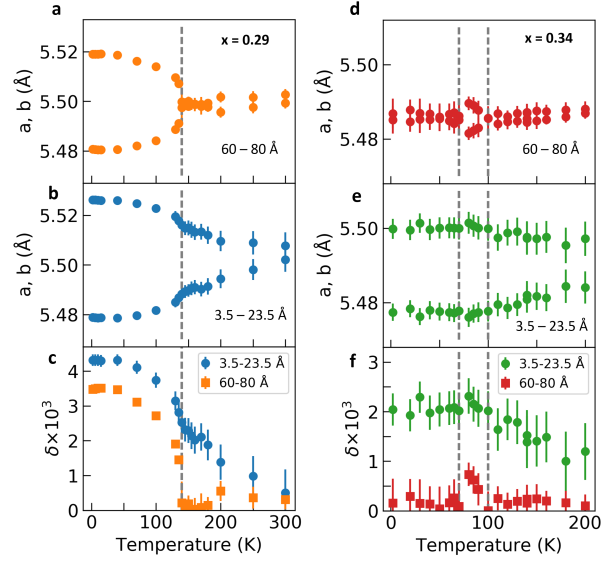 a
x = 0.29
5.52
5.50
5.48
a, b (Å)
60 – 80 Å
b
5.52
5.50
5.48
a, b (Å)
3.5 – 23.5 Å
c
3.5-23.5 Å
60-80 Å
4
3
2
1
0
δ×10³
0
100
200
300
Temperature (K)
d
x = 0.34
5.50
5.48
a, b (Å)
60 – 80 Å
e
5.50
5.48
a, b (Å)
3.5 – 23.5 Å
f
3.5-23.5 Å
60-80 Å
3
2
1
0
δ×10³
0
100
200
Temperature (K)